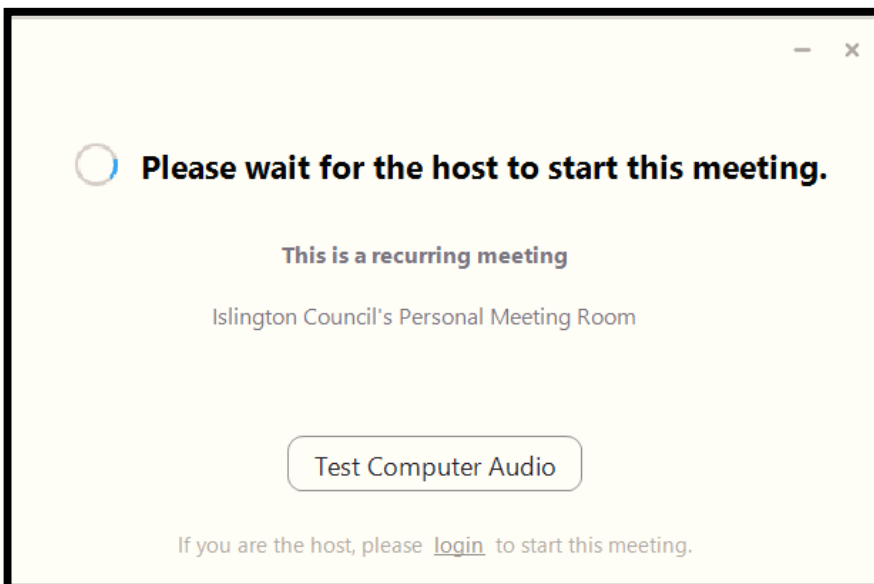 Please wait for the host to start this meeting.
This is a recurring meeting
Islington Council's Personal Meeting Room
Test Computer Audio
If you are the host, please login to start this meeting.